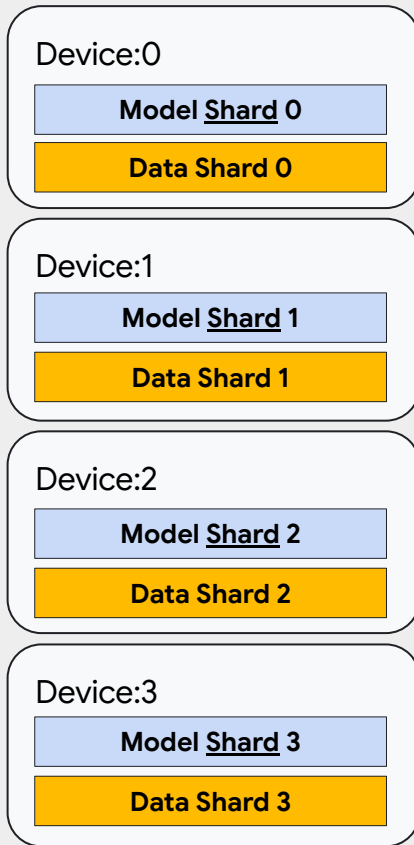 Device:0
Model Shard 0
Data Shard 0
Device:1
Model Shard 1
Data Shard 1
Device:2
Model Shard 2
Data Shard 2
Device:3
Model Shard 3
Data Shard 3